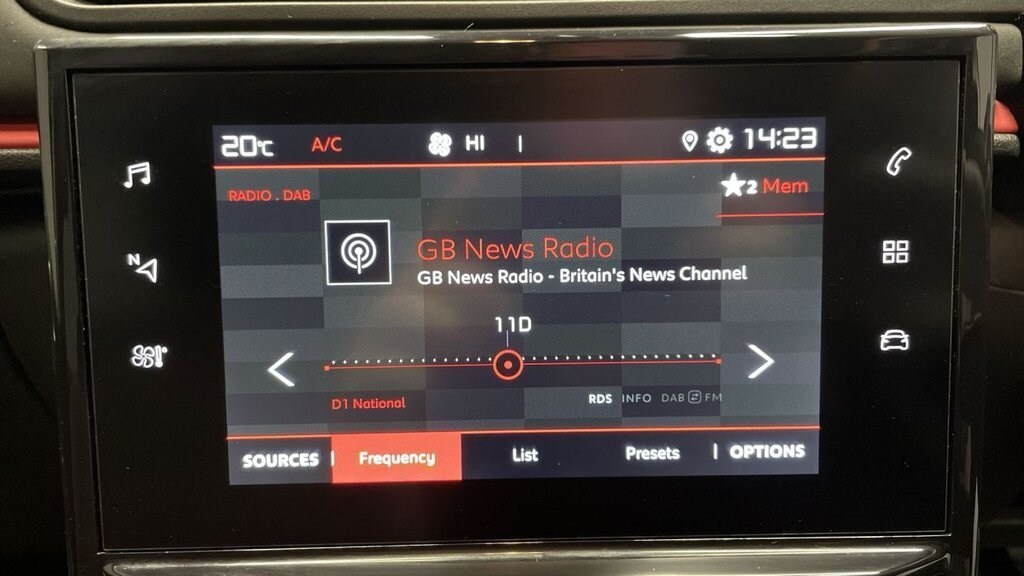 20°C A/C HI 14:23
RADIO . DAB
2 Mem
GB News Radio
GB News Radio - Britain's News Channel
N
11D
D1 National
RDS INFO DAB FM
SOURCES Frequency List Presets OPTIONS